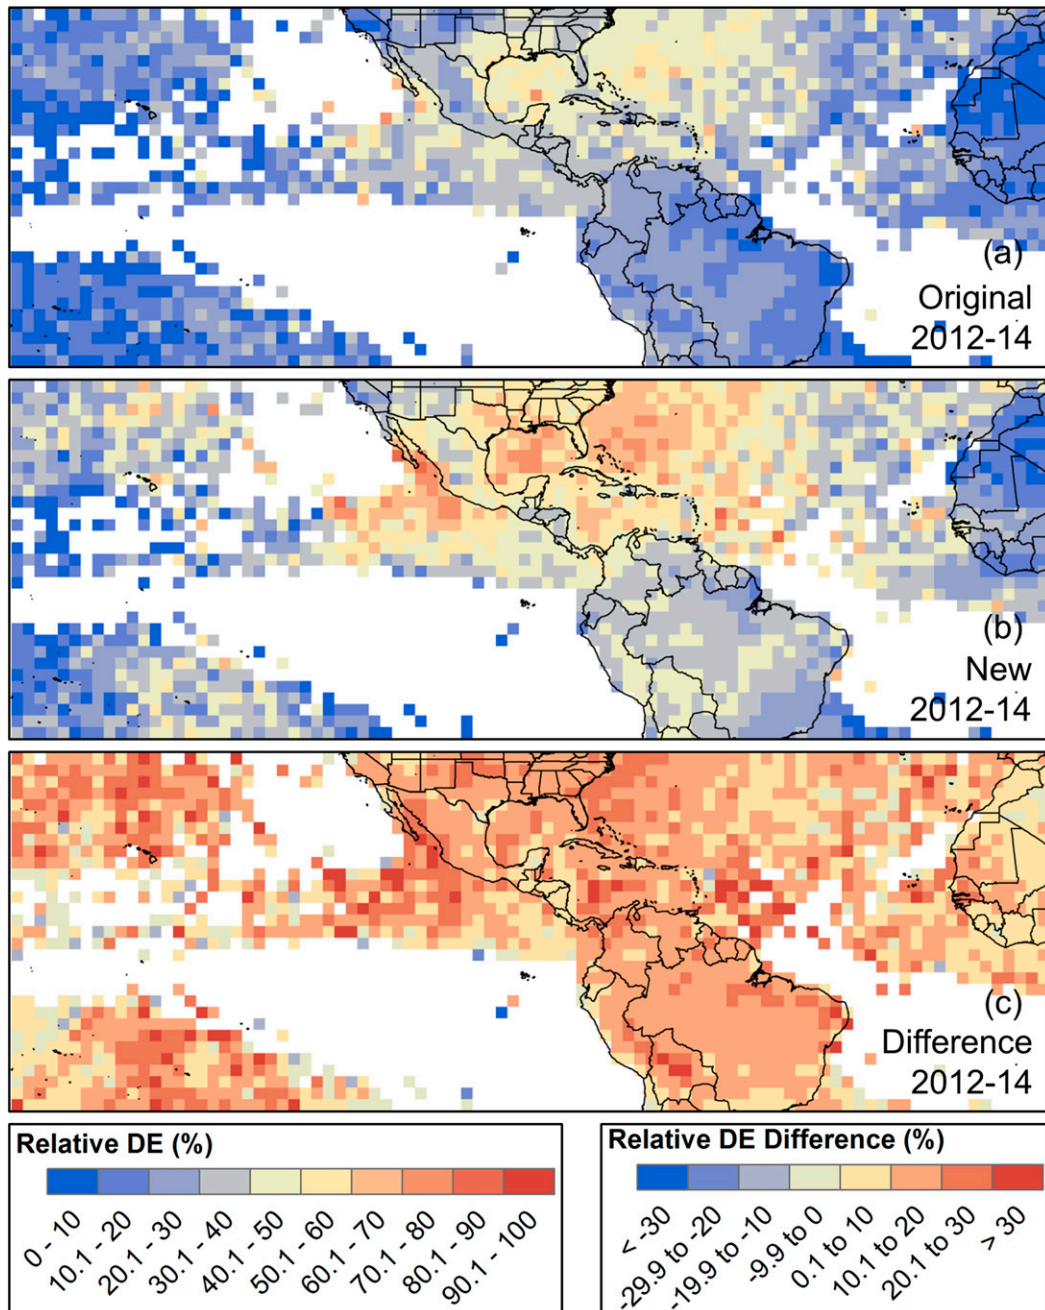 (a)
Original
2012-14
(b)
New
2012-14
(c)
Difference
2012-14
Relative DE (%)
0 - 10
10.1 - 20
20.1 - 30
30.1 - 40
40.1 - 50
50.1 - 60
60.1 - 70
70.1 - 80
80.1 - 90
90.1 - 100
Relative DE Difference (%)
< -30
-29.9 to -20
-19.9 to -10
-9.9 to 0
0.1 to 10
10.1 to 20
20.1 to 30
> 30